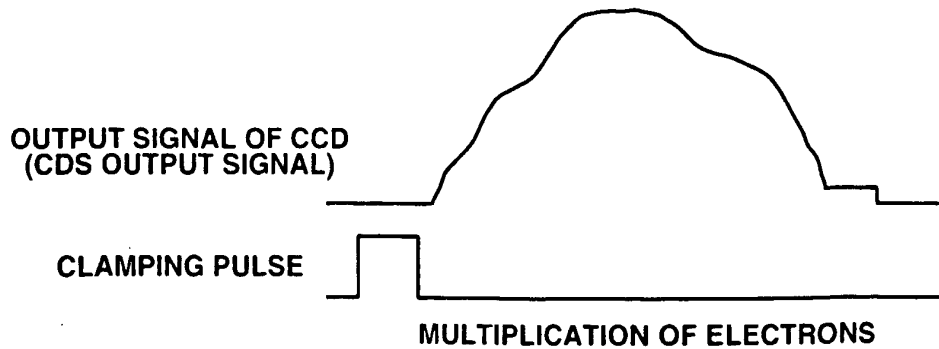 OUTPUT SIGNAL OF CCD
(CDS OUTPUT SIGNAL)
CLAMPING PULSE
MULTIPLICATION OF ELECTRONS